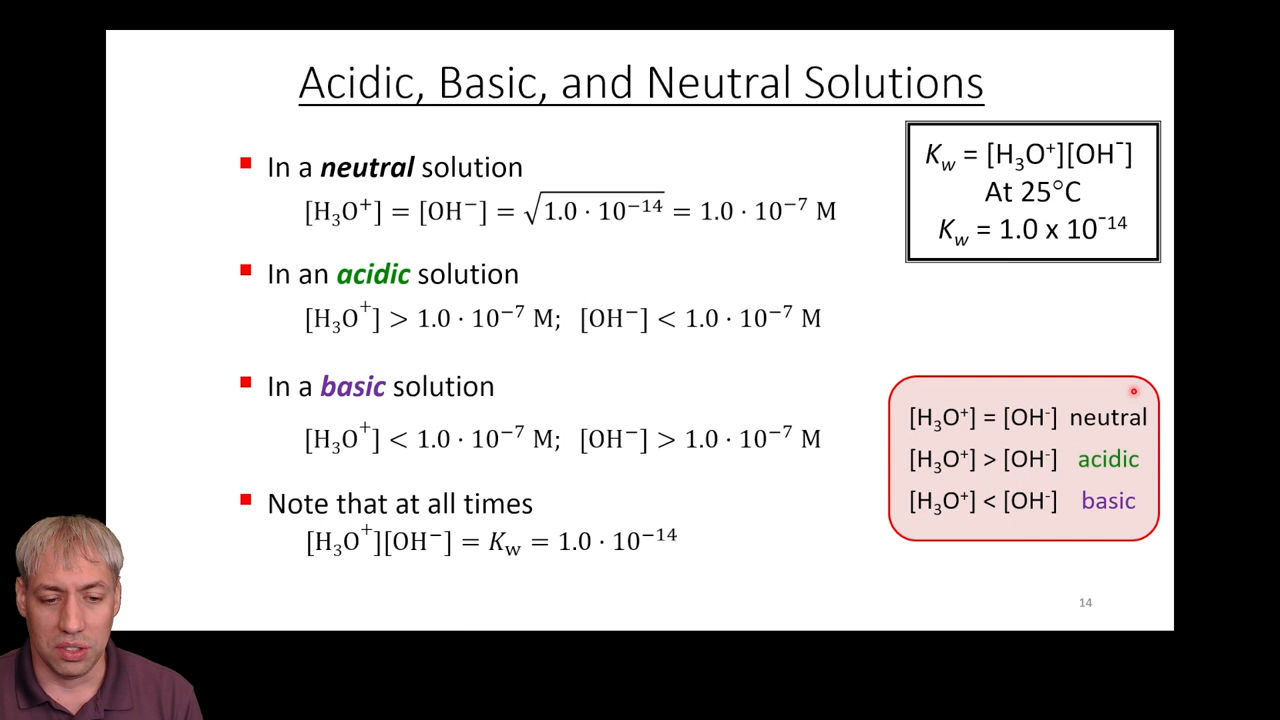 Acidic, Basic, and Neutral Solutions
▪ In a neutral solution
[H₃O⁺] = [OH⁻] = √(1.0 · 10⁻¹⁴) = 1.0 · 10⁻⁷ M
▪ In an acidic solution
[H₃O⁺] > 1.0 · 10⁻⁷ M; [OH⁻] < 1.0 · 10⁻⁷ M
▪ In a basic solution
[H₃O⁺] < 1.0 · 10⁻⁷ M; [OH⁻] > 1.0 · 10⁻⁷ M
▪ Note that at all times
[H₃O⁺][OH⁻] = K_w = 1.0 · 10⁻¹⁴
K_w = [H₃O⁺][OH⁻]
At 25°C
K_w = 1.0 x 10⁻¹⁴
[H₃O⁺] = [OH⁻] neutral
[H₃O⁺] > [OH⁻] acidic
[H₃O⁺] < [OH⁻] basic
14